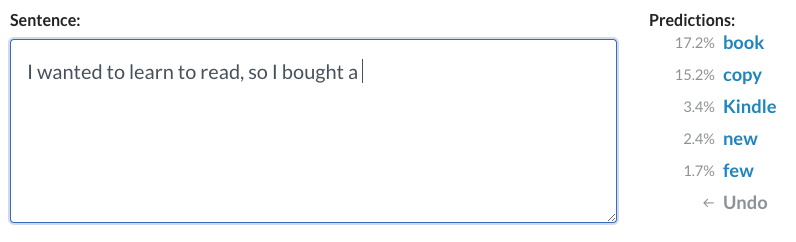 Sentence:
Predictions:
I wanted to learn to read, so I bought a
17.2% book
15.2% copy
3.4% Kindle
2.4% new
1.7% few
← Undo